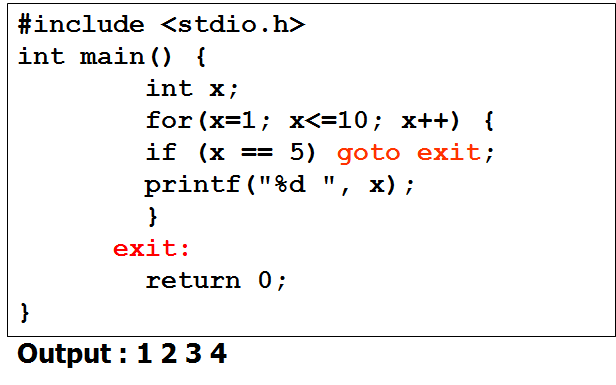 #include <stdio.h>
int main() {
int x;
for(x=1; x<=10; x++) {
if (x == 5) goto exit;
printf("%d ", x);
}
exit:
return 0;
}
Output : 1 2 3 4